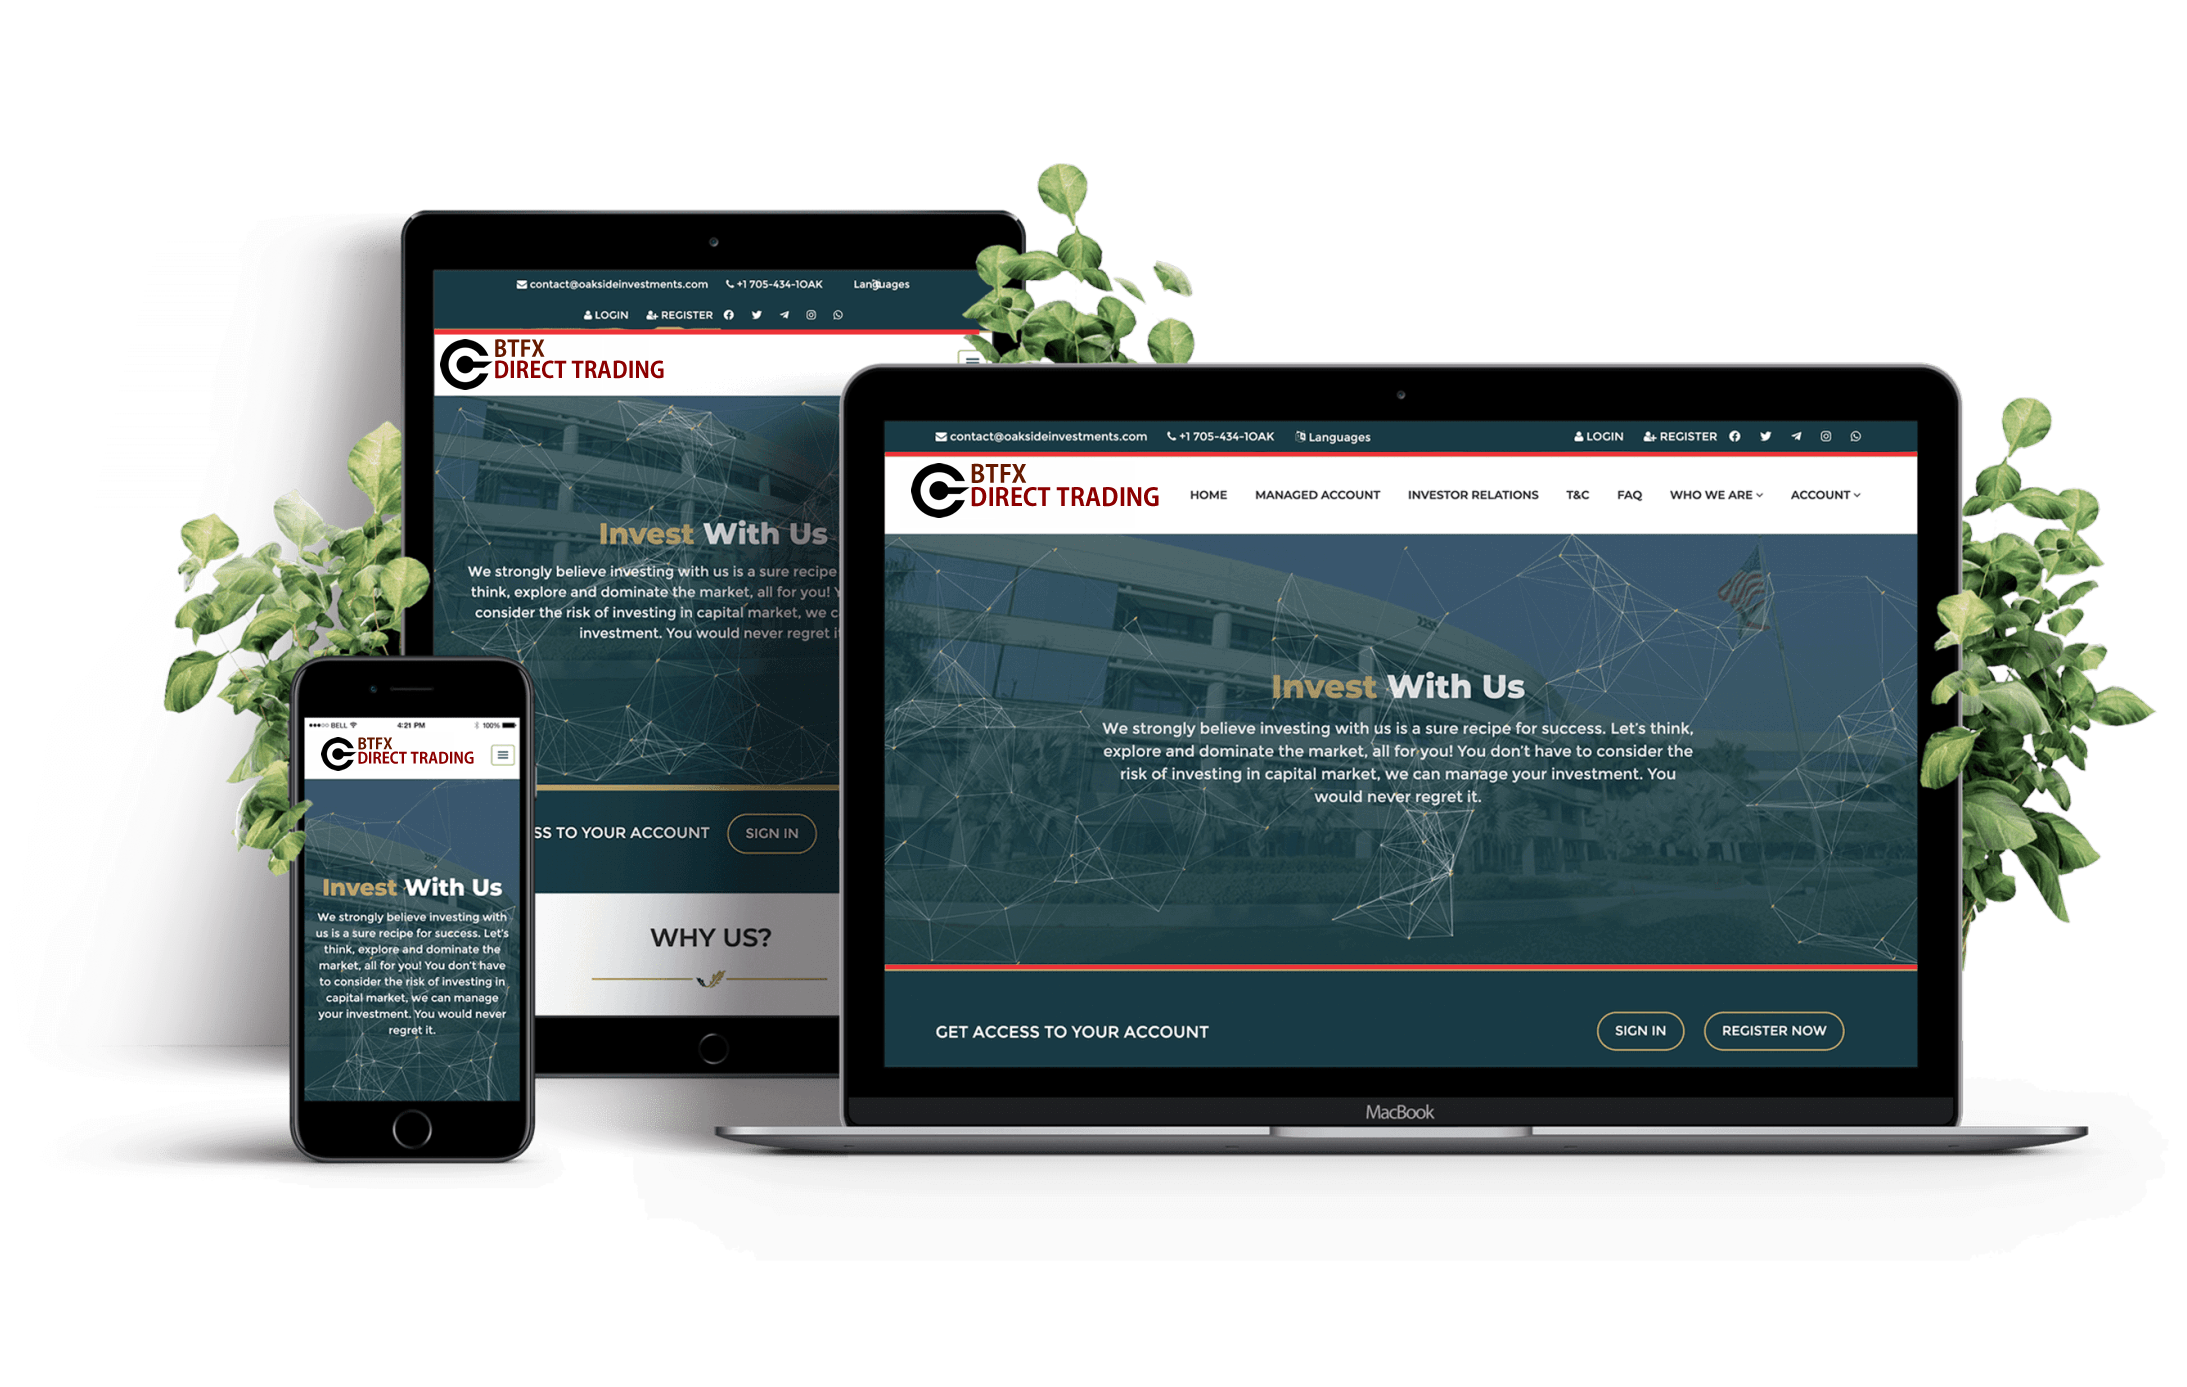 contact@oaksideinvestments.com +1 705-434-1OAK Languages
LOGIN REGISTER
BTFX
DIRECT TRADING
Invest With Us
We strongly believe investing with us is a sure recipe
think, explore and dominate the market, all for you!
consider the risk of investing in capital market, we
investment. You would never regret it
SS TO YOUR ACCOUNT SIGN IN
WHY US?
contact@oaksideinvestments.com +1 705-434-1OAK Languages LOGIN REGISTER
BTFX
DIRECT TRADING
HOME MANAGED ACCOUNT INVESTOR RELATIONS T&C FAQ WHO WE ARE ACCOUNT
2255
Invest With Us
We strongly believe investing with us is a sure recipe for success. Let's think,
explore and dominate the market, all for you! You don't have to consider the
risk of investing in capital market, we can manage your investment. You
would never regret it.
GET ACCESS TO YOUR ACCOUNT SIGN IN REGISTER NOW
MacBook
BELL 4:21 PM 100%
BTFX
DIRECT TRADING
Invest With Us
We strongly believe investing with
us is a sure recipe for success. Let's
think, explore and dominate the
market, all for you! You don't have
to consider the risk of investing in
capital market, we can manage
your investment. You would never
regret it.